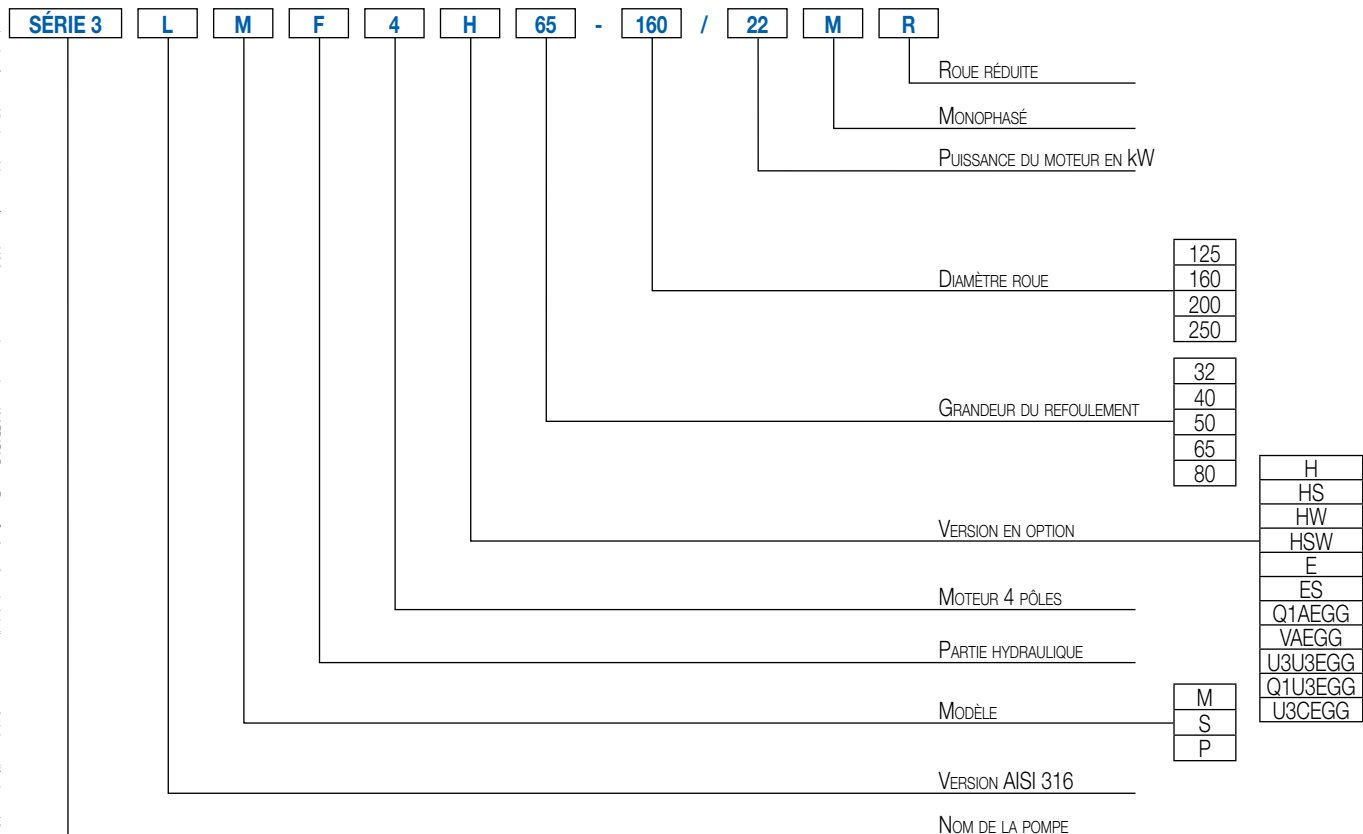 SÉRIE 3 L M F 4 H 65 - 160 / 22 M R
ROUE RÉDUITE
MONOPHASÉ
PUISSANCE DU MOTEUR EN kW
DIAMÈTRE ROUE
125
160
200
250
GRANDEUR DU REFOULEMENT
32
40
50
65
80
VERSION EN OPTION
H
HS
HW
HSW
E
ES
Q1AEGG
VAEGG
U3U3EGG
Q1U3EGG
U3CEGG
MOTEUR 4 PÔLES
PARTIE HYDRAULIQUE
MODÈLE
M
S
P
VERSION AISI 316
NOM DE LA POMPE